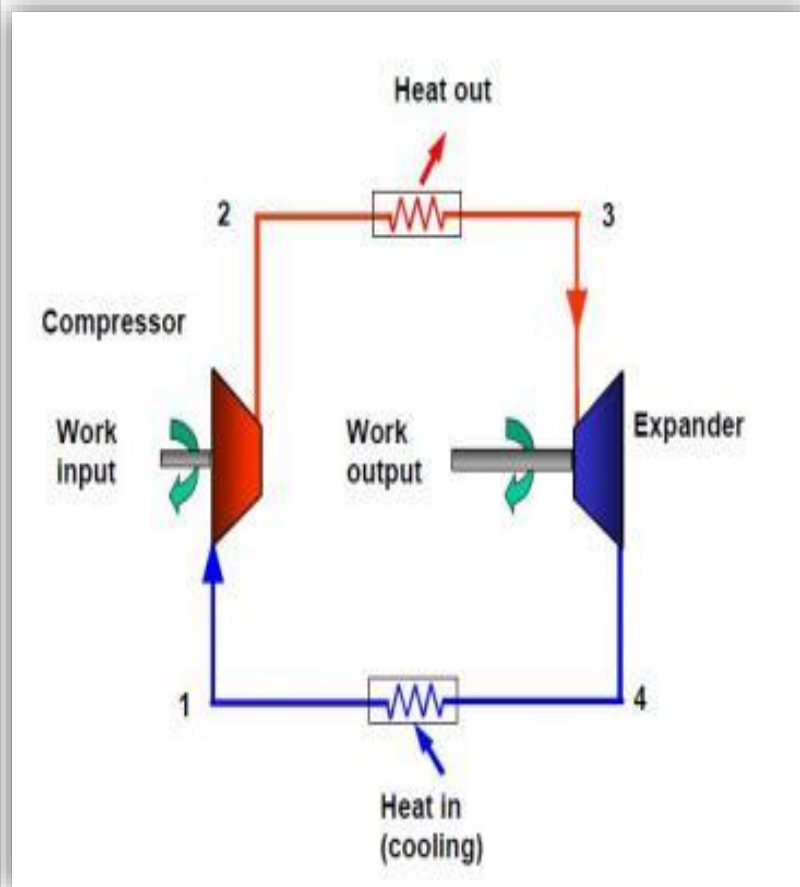 Heat out
2
3
Compressor
Work
input
Work
output
Expander
1
4
Heat in
(cooling)